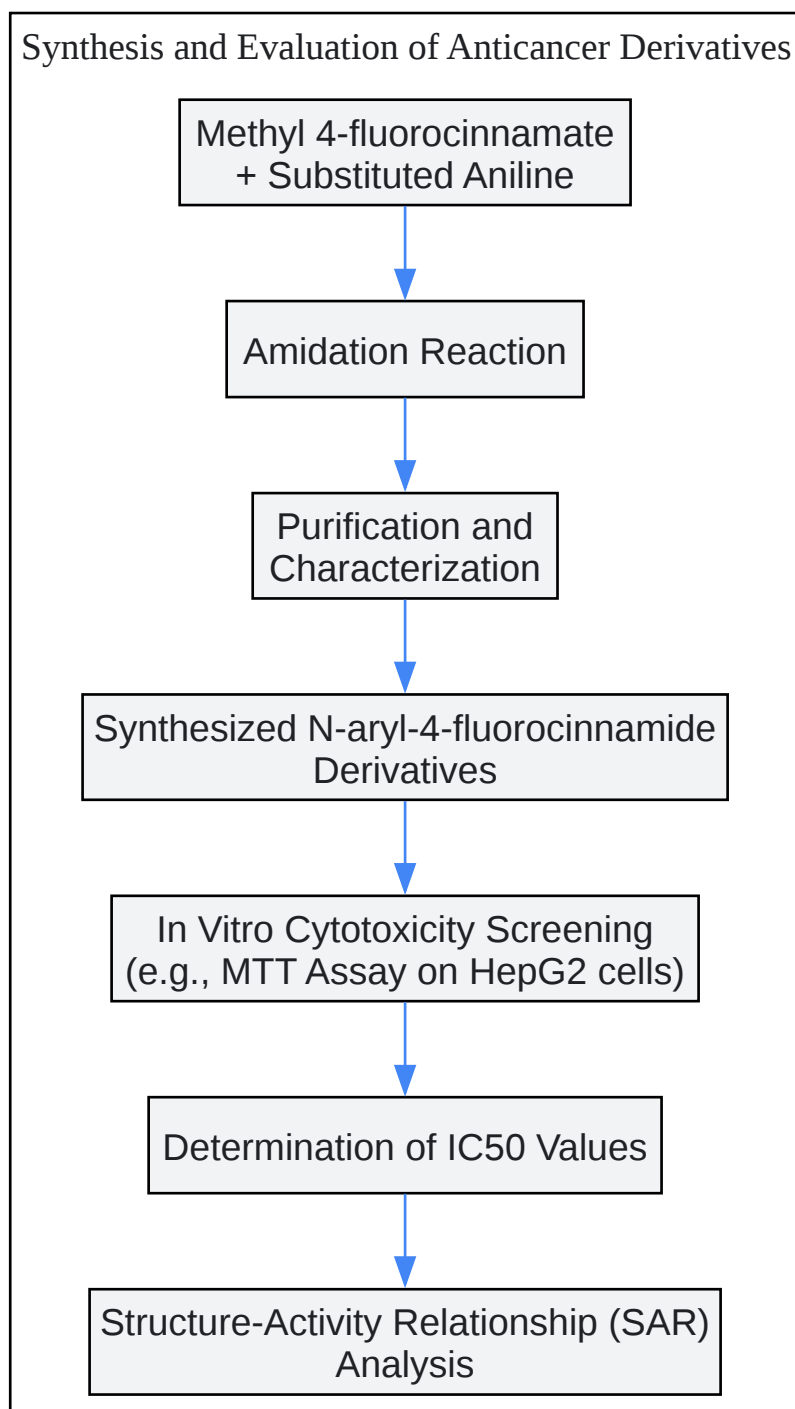 Synthesis and Evaluation of Anticancer Derivatives
Methyl 4-fluorocinnamate
+ Substituted Aniline
Amidation Reaction
Purification and
Characterization
Synthesized N-aryl-4-fluorocinnamide
Derivatives
In Vitro Cytotoxicity Screening
(e.g., MTT Assay on HepG2 cells)
Determination of IC50 Values
Structure-Activity Relationship (SAR)
Analysis